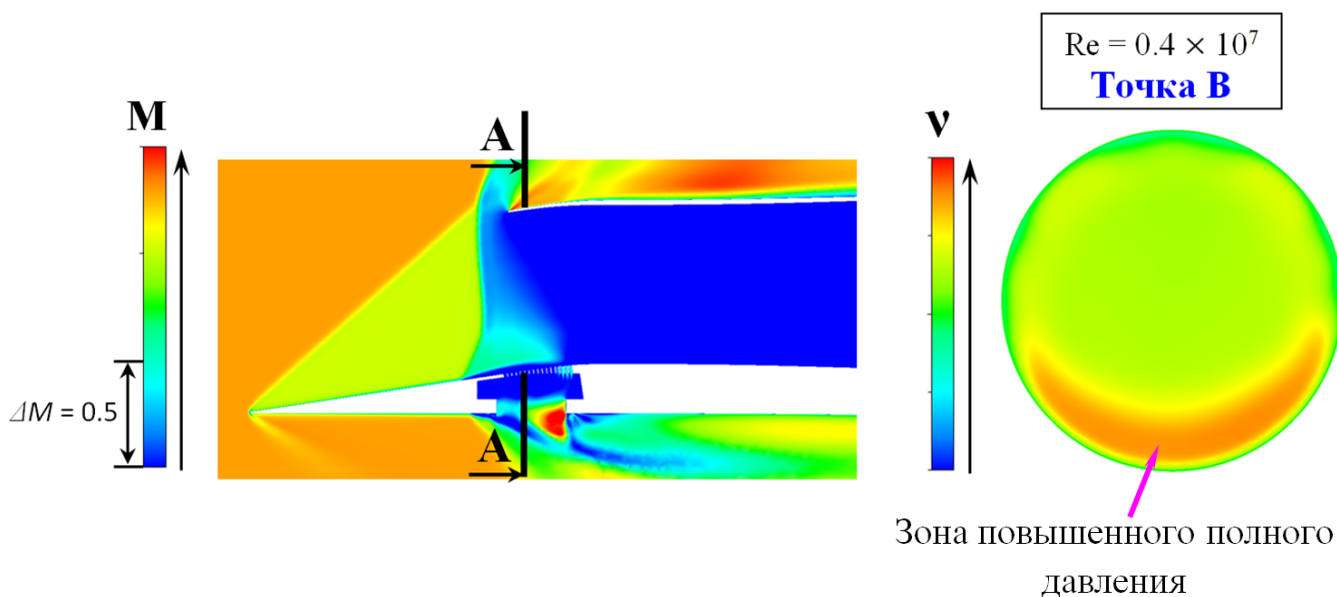 M
A
A
ΔM = 0.5
ν
Re = 0.4 × 10⁷
Точка В
Зона повышенного полного
давления